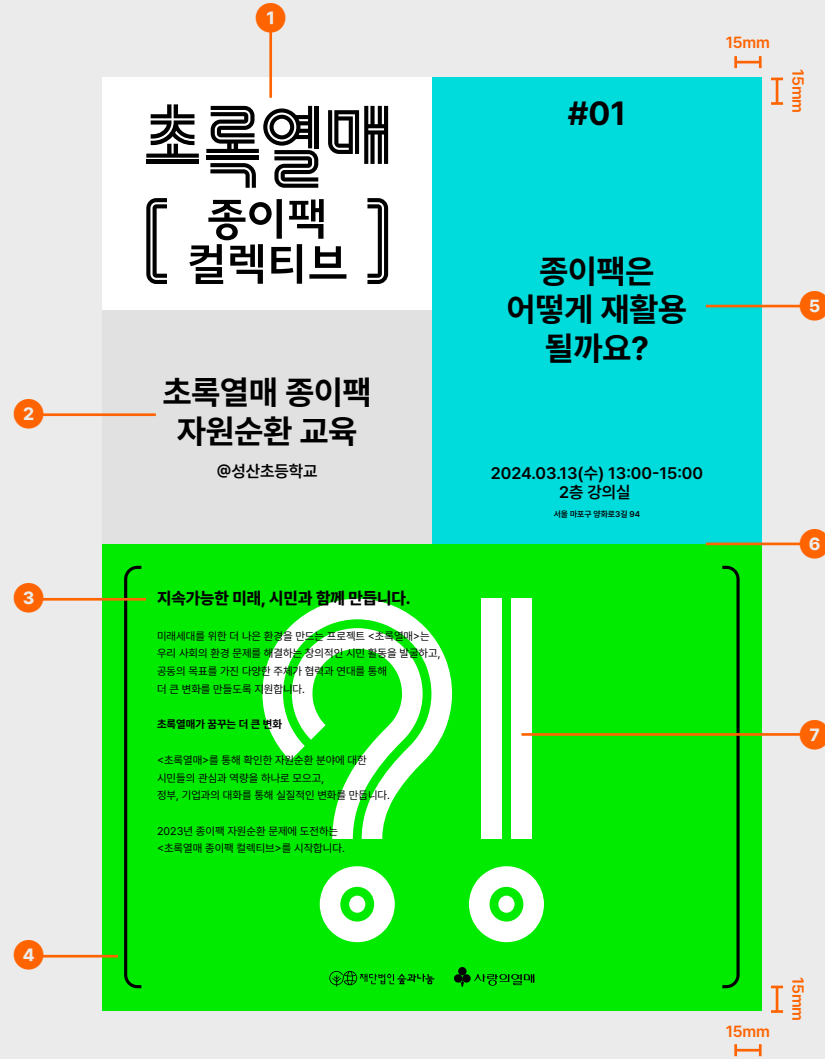 1
15mm
15mm
초록열매
종이팩
컬렉티브
#01
종이팩은
어떻게 재활용
될까요?
5
2
초록열매 종이팩
자원순환 교육
@성산초등학교
2024.03.13(수) 13:00-15:00
2층 강의실
서울 마포구 양화로3길 94
6
3
지속가능한 미래, 시민과 함께 만듭니다.
미래세대를 위한 더 나은 환경을 만드는 프로젝트 <초록열매>는
우리 사회의 환경 문제를 해결하는 창의적인 시민 활동을 발굴하고,
공동의 목표를 가진 다양한 주체가 협력과 연대를 통해
더 큰 변화를 만들도록 지원합니다.
초록열매가 꿈꾸는 더 큰 변화
<초록열매>를 통해 확인한 자원순환 분야에 대한
시민들의 관심과 역량을 하나로 모으고,
정부, 기업과의 대화를 통해 실질적인 변화를 만듭니다.
2023년 종이팩 자원순환 문제에 도전하는
<초록열매 종이팩 컬렉티브>를 시작합니다.
?!
7
4
재단법인 숲과나눔 사랑의열매
15mm
15mm